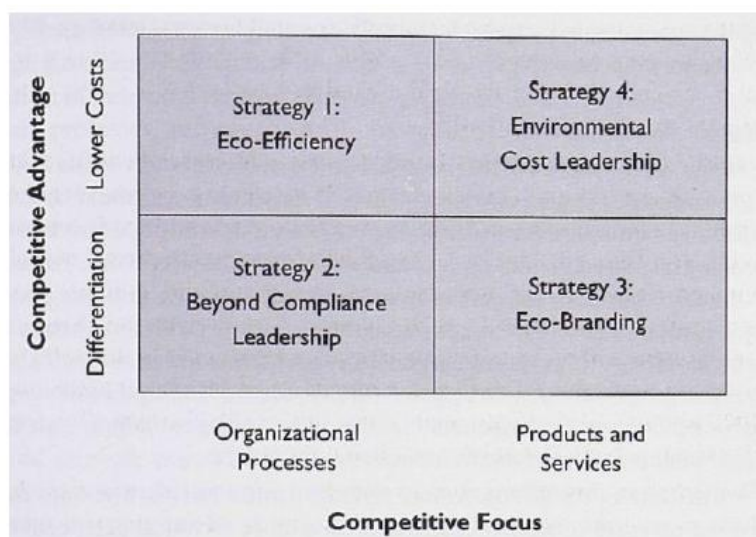 Competitive Advantage
Lower Costs
Differentiation
Strategy 1:
Eco-Efficiency
Strategy 4:
Environmental
Cost Leadership
Strategy 2:
Beyond Compliance
Leadership
Strategy 3:
Eco-Branding
Organizational
Processes
Products and
Services
Competitive Focus